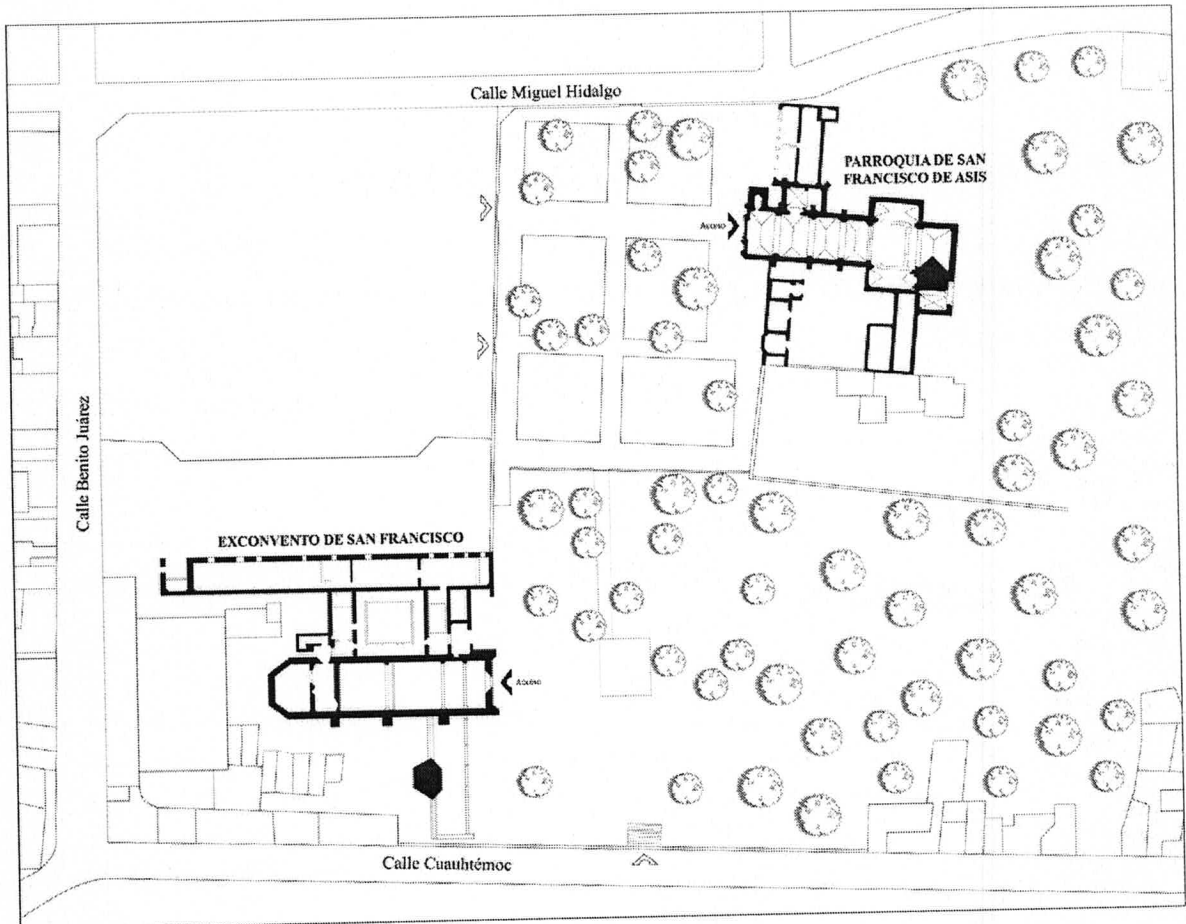 Calle Miguel Hidalgo
PARROQUIA DE SAN
FRANCISCO DE ASIS
Acceso
Calle Benito Juárez
EXCONVENTO DE SAN FRANCISCO
Acceso
Calle Cuauhtémoc